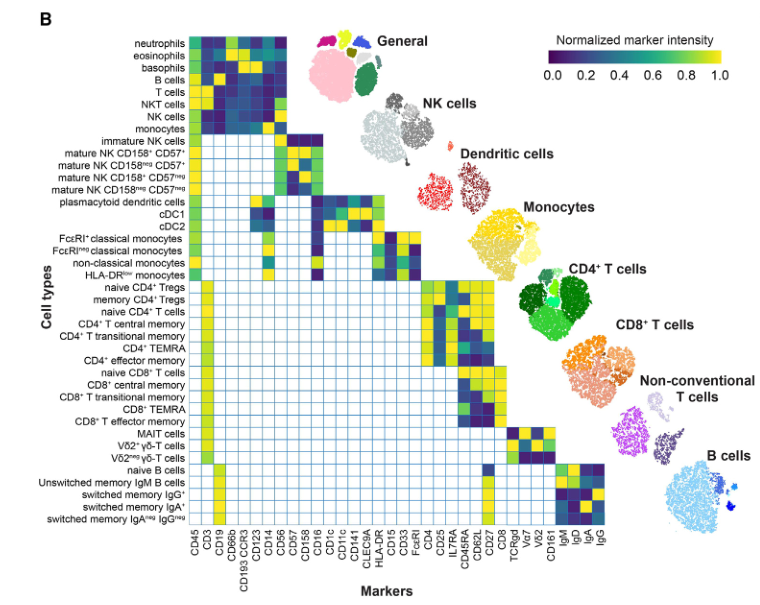 B
General
NK cells
Dendritic cells
Monocytes
CD4⁺ T cells
CD8⁺ T cells
Non-conventional
T cells
B cells
Normalized marker intensity
0.0 0.2 0.4 0.6 0.8 1.0
Cell types
neutrophils
eosinophils
basophils
B cells
T cells
NKT cells
NK cells
monocytes
immature NK cells
mature NK CD158⁺ CD57⁺
mature NK CD158ⁿᵉᵍ CD57⁺
mature NK CD158⁺ CD57ⁿᵉᵍ
mature NK CD158ⁿᵉᵍ CD57ⁿᵉᵍ
plasmacytoid dendritic cells
cDC1
cDC2
FcεRI⁺ classical monocytes
FcεRIⁿᵉᵍ classical monocytes
non-classical monocytes
HLA-DRˡᵒʷ monocytes
naive CD4⁺ Tregs
memory CD4⁺ Tregs
naive CD4⁺ T cells
CD4⁺ T central memory
CD4⁺ T transitional memory
CD4⁺ TEMRA
CD4⁺ effector memory
naive CD8⁺ T cells
CD8⁺ central memory
CD8⁺ T transitional memory
CD8⁺ TEMRA
CD8⁺ T effector memory
MAIT cells
Vδ2⁺ γδ-T cells
Vδ2ⁿᵉᵍ γδ-T cells
naive B cells
Unswitched memory IgM B cells
switched memory IgG⁺
switched memory IgA⁺
switched memory IgAⁿᵉᵍ IgGⁿᵉᵍ
CD45
CD3
CD19
CD66b
CD193 CCR3
CD123
CD14
CD56
CD57
CD158
CD16
CD1c
CD11c
CD141
CLEC9A
HLA-DR
CD15
CD33
FcεRI
CD4
CD25
IL7RA
CD45RA
CD62L
CD27
CD8
TCRgd
Vα7
Vδ2
CD161
IgM
IgD
IgA
IgG
Markers